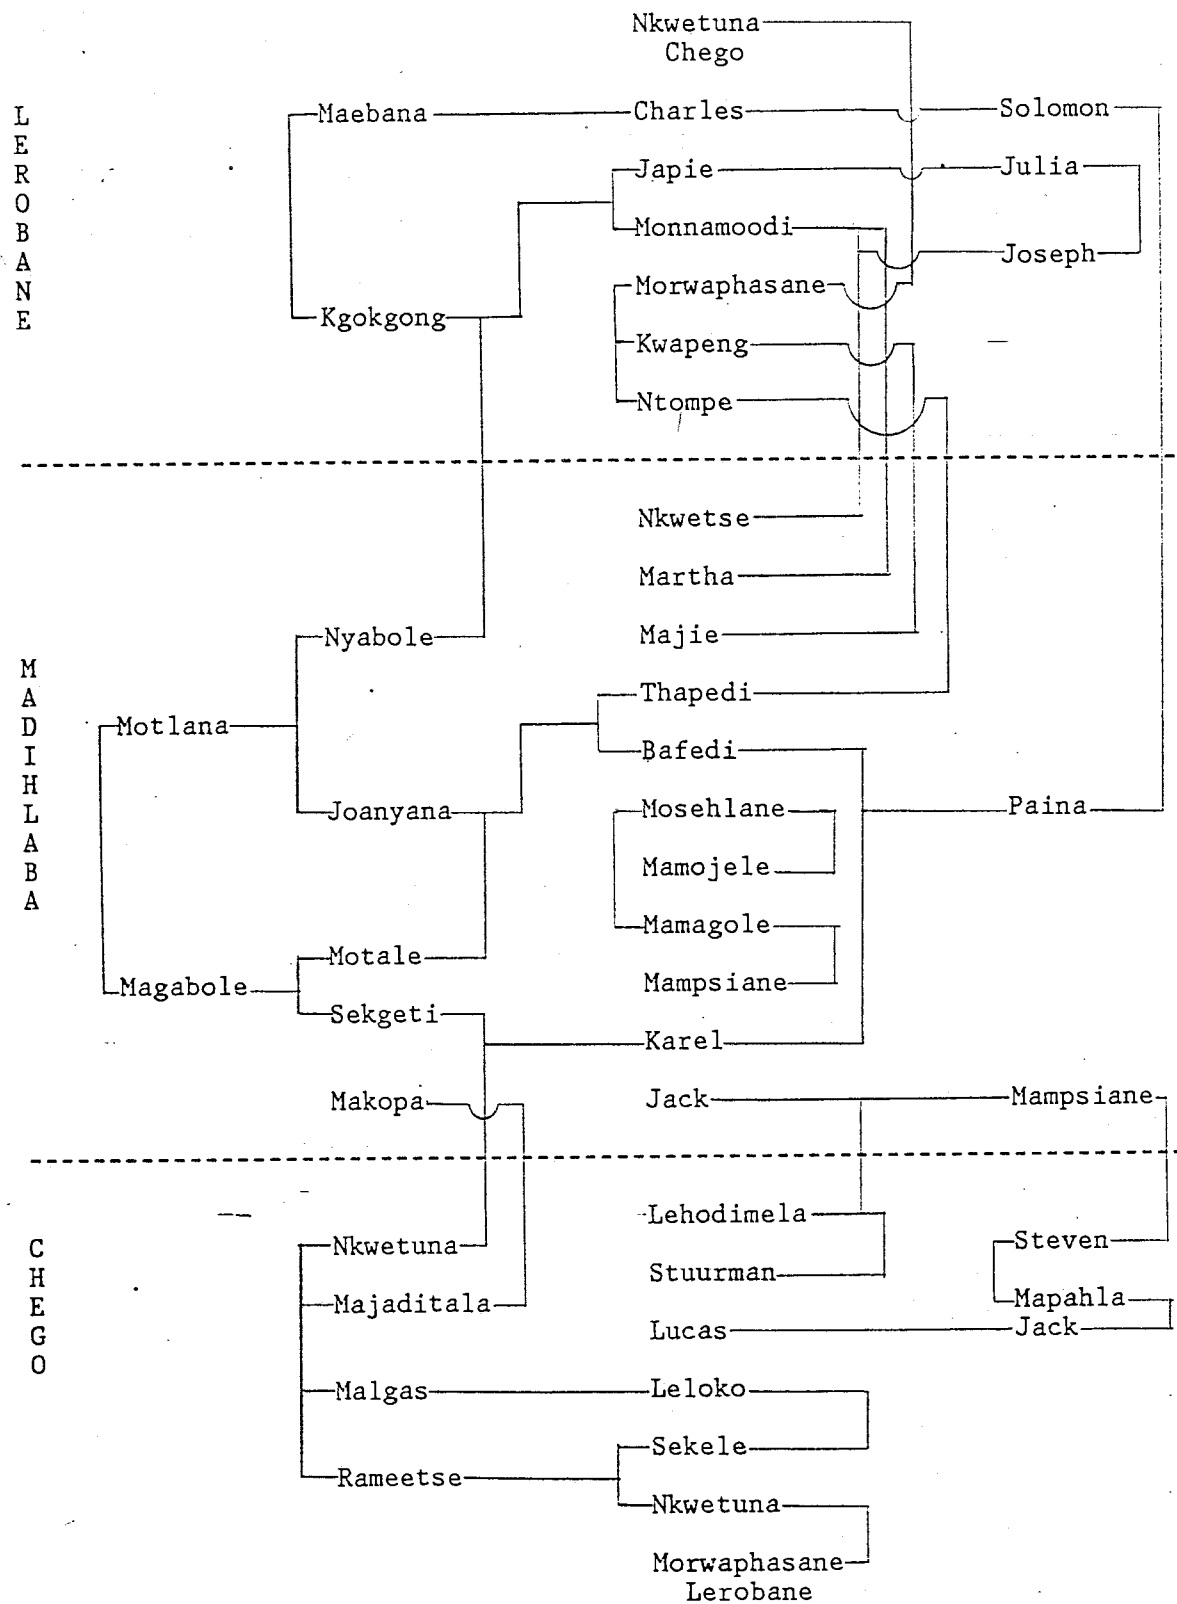 Nkwetuna
Chego
LEROBANE
Maebana Charles Solomon
Japie Julia
Monnamoodi
Joseph
Morwaphasane
Kgokgong
Kwapeng
Ntompe
Nkwetse
Martha
Majie
Nyabole
MADIHLABA
Thapedi
Motlana
Bafedi
Joanyana Mosehlane Paina
Mamojele
Mamagole
Motale
Magabole Mampsiane
Sekgeti
Karel
Makopa Jack Mampsiane
Lehodimela
CHEGO
Nkwetuna Steven
Stuurman
Majaditala Mapahla
Lucas Jack
Malgas Leloko
Sekele
Rameetse
Nkwetuna
Morwaphasane
Lerobane